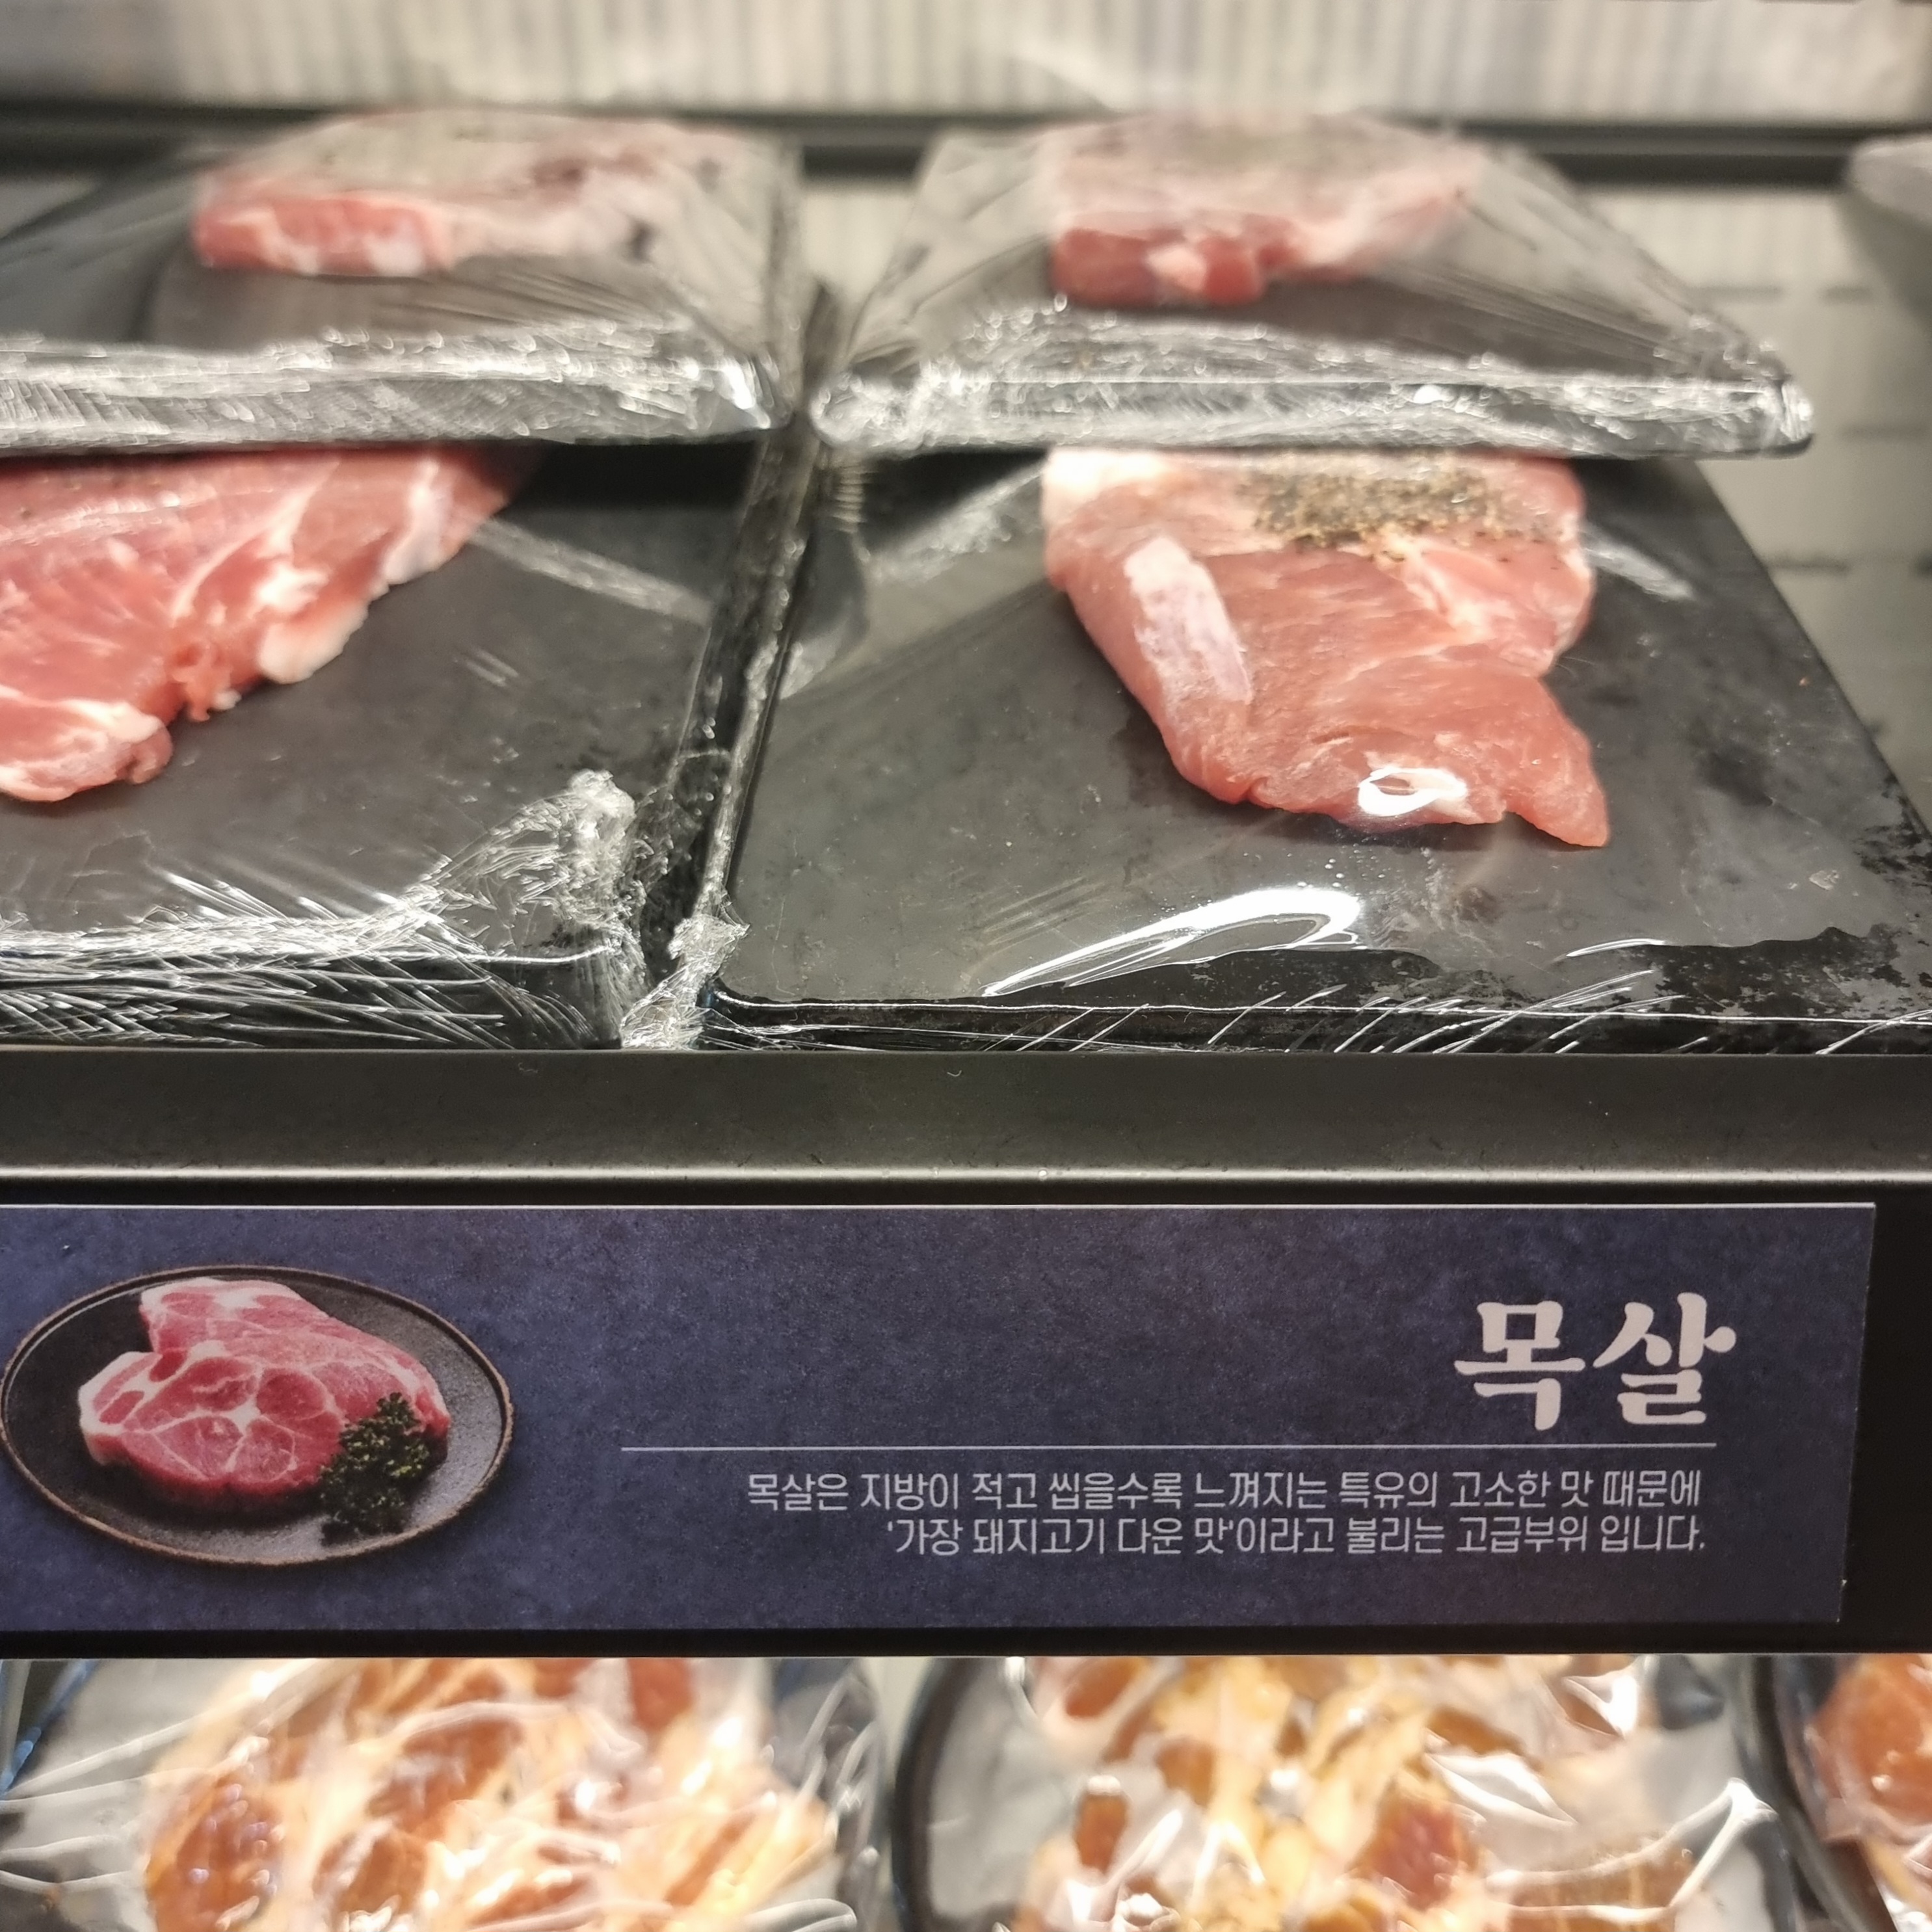 목살
목살은 지방이 적고 씹을수록 느껴지는 특유의 고소한 맛 때문에
'가장 돼지고기 다운 맛'이라고 불리는 고급부위 입니다.